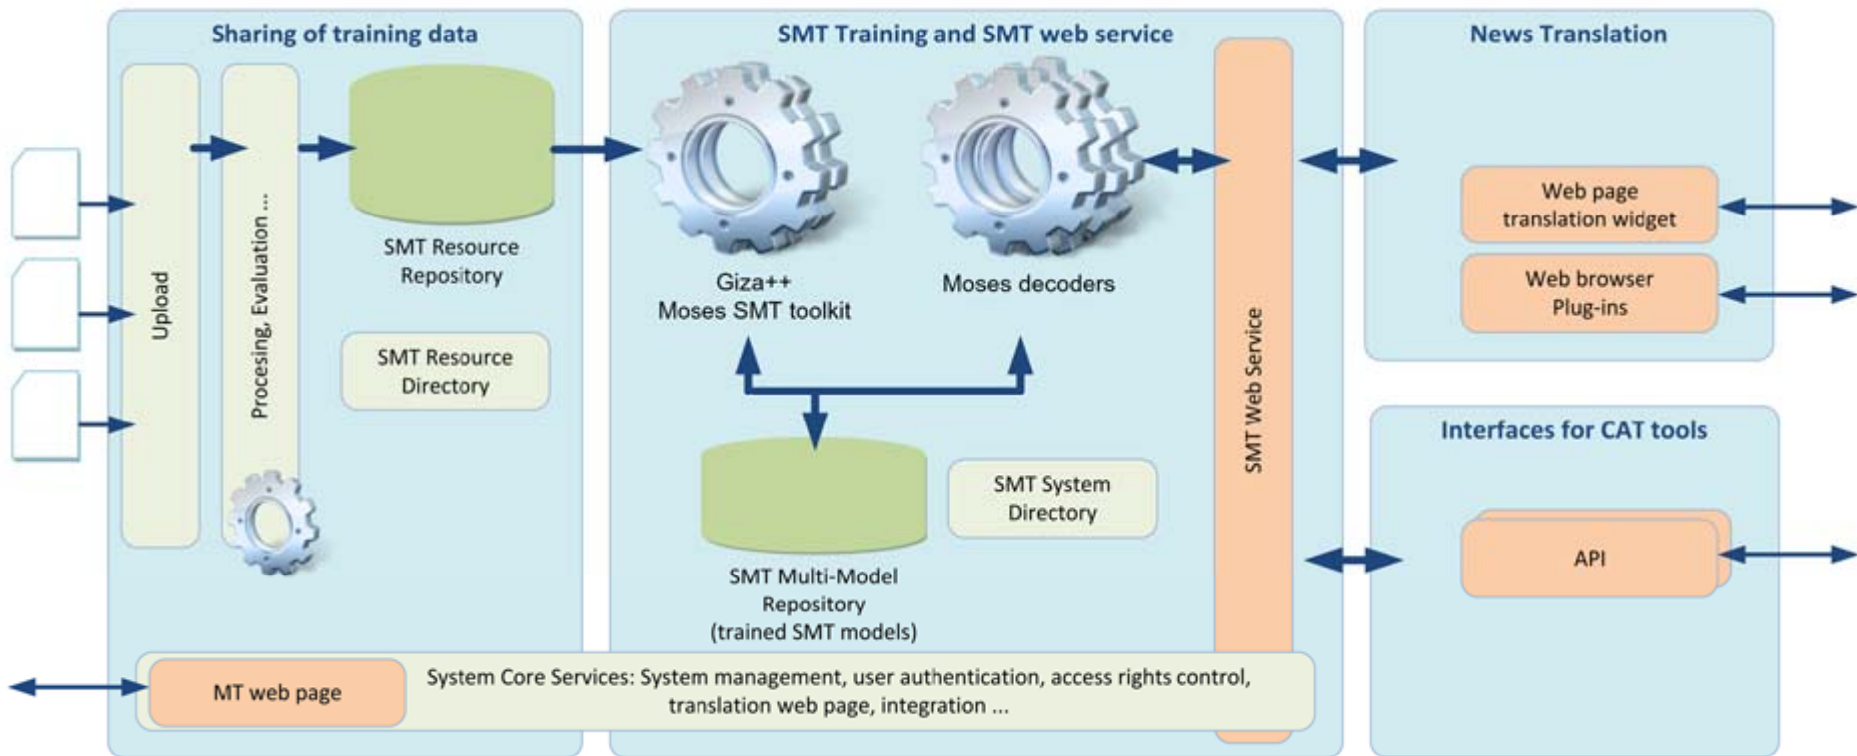 Sharing of training data
Upload
Procesing, Evaluation ...
SMT Resource
Repository
SMT Resource
Directory
SMT Training and SMT web service
Giza++
Moses SMT toolkit
Moses decoders
SMT Multi-Model
Repository
(trained SMT models)
SMT System
Directory
SMT Web Service
News Translation
Web page
translation widget
Web browser
Plug-ins
Interfaces for CAT tools
API
MT web page
System Core Services: System management, user authentication, access rights control,
translation web page, integration ...